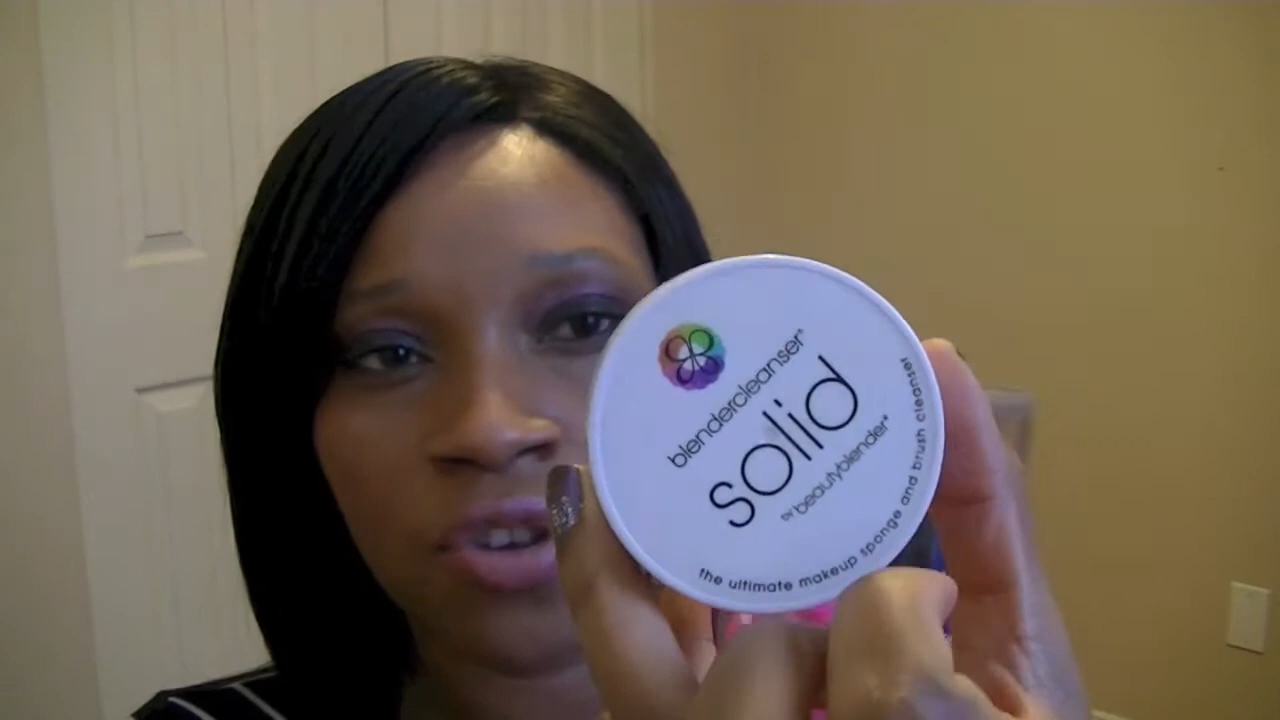 blendercleanser®
solid
BY beautyblender®
the ultimate makeup sponge and brush cleanser